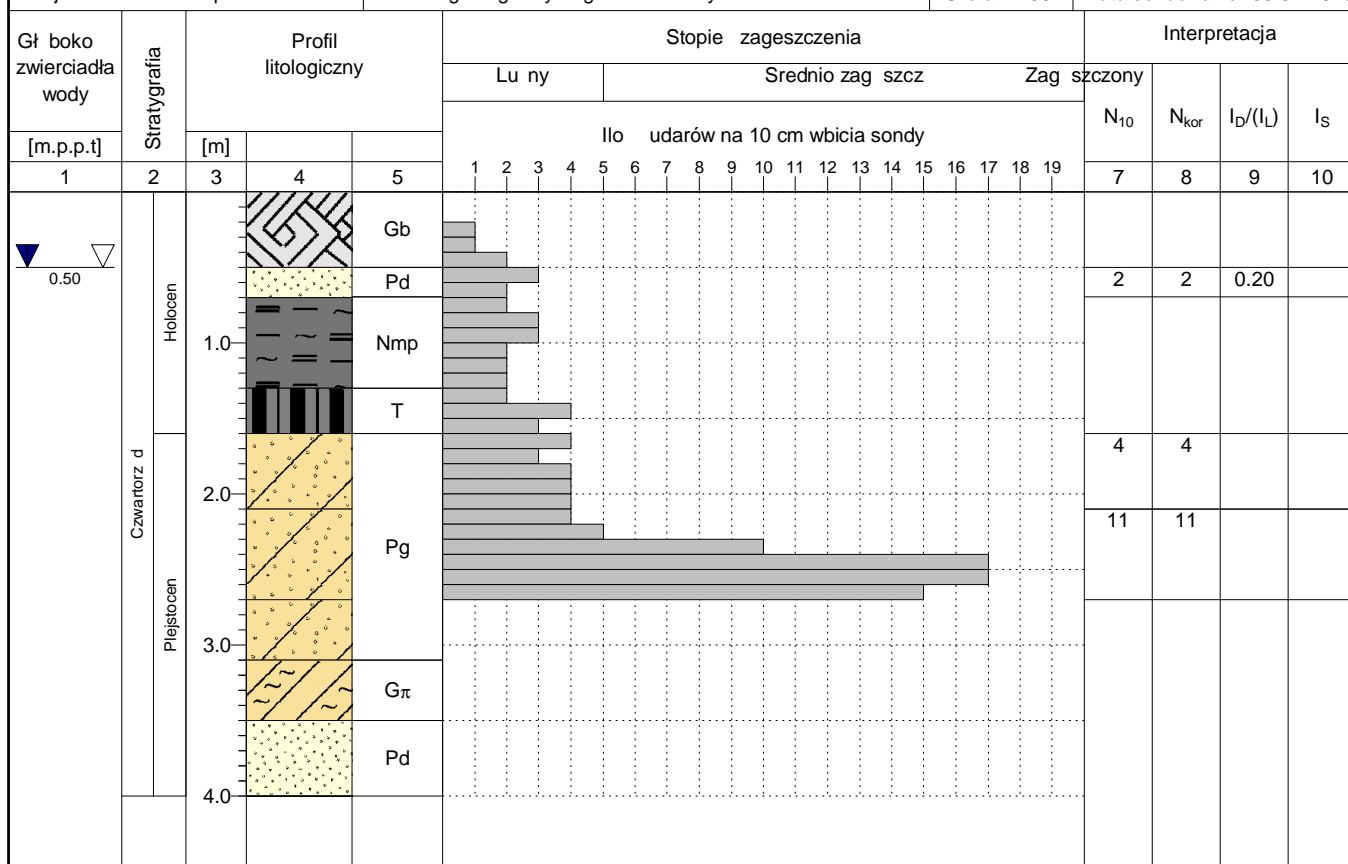 Gł boko
zwierciadła
wody
[m.p.p.t]
Stratygrafia
Profil
litologiczny
[m]
Stopie zageszczenia
Lu ny
Srednio zag szcz
Zag szczony
Ilo udarów na 10 cm wbicia sondy
1 2 3 4 5 6 7 8 9 10 11 12 13 14 15 16 17 18 19
Interpretacja
N10
Nkor
ID/(IL)
IS
1 2 3 4 5 7 8 9 10
0.50
Czwartorz d
Holocen
Plejstocen
1.0
2.0
3.0
4.0
Gb
Pd
Nmp
T
Pg
Gπ
Pd
2 2 0.20
4 4
11 11